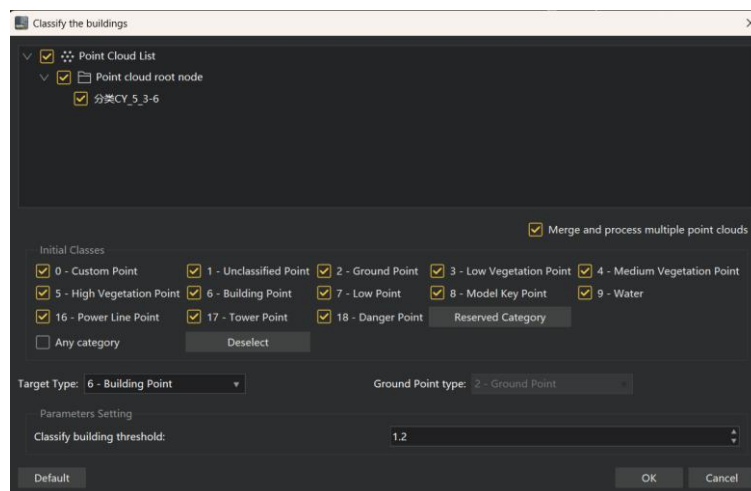 Classify the buildings
Point Cloud List
Point cloud root node
分类CY_5_3-6
Merge and process multiple point clouds
Initial Classes
0 - Custom Point 1 - Unclassified Point 2 - Ground Point 3 - Low Vegetation Point 4 - Medium Vegetation Point
5 - High Vegetation Point 6 - Building Point 7 - Low Point 8 - Model Key Point 9 - Water
16 - Power Line Point 17 - Tower Point 18 - Danger Point Reserved Category
Any category Deselect
Target Type: 6 - Building Point Ground Point type: 2 - Ground Point
Parameters Setting
Classify building threshold: 1.2
Default OK Cancel